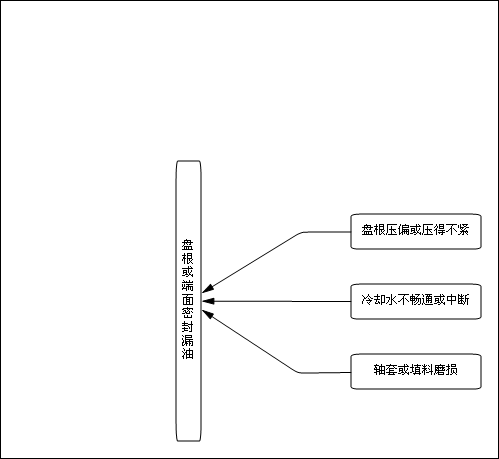 盘根或端面密封漏油
盘根压偏或压得不紧
冷却水不畅通或中断
轴套或填料磨损